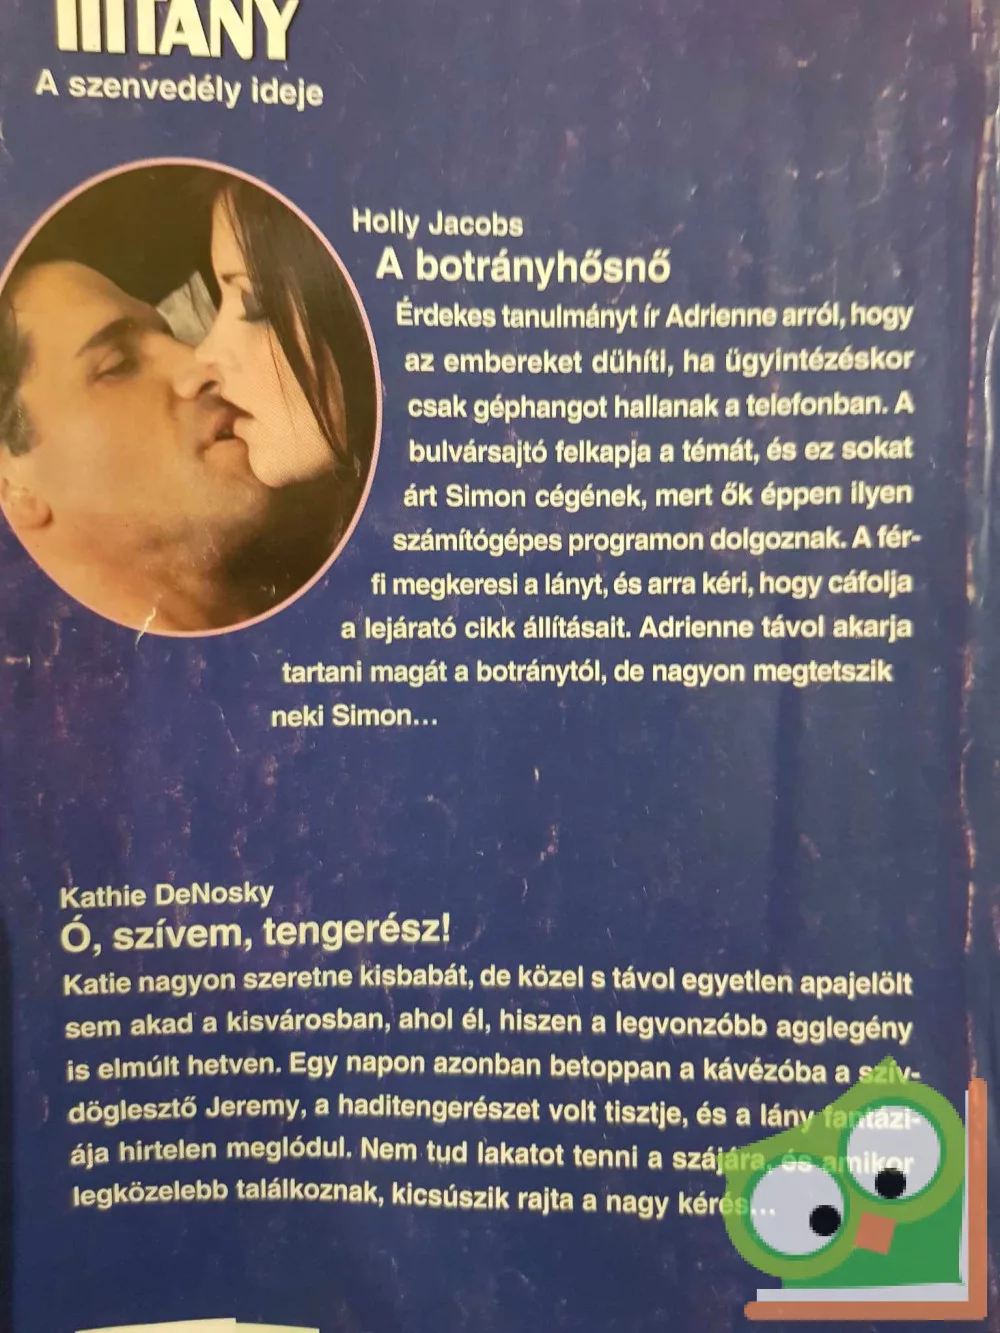 TIFFANY
A szenvedély ideje
Holly Jacobs
A botrányhősnő
Érdekes tanulmányt ír Adrienne arról, hogy
az embereket dühíti, ha ügyintézéskor
csak géphangot hallanak a telefonban. A
bulvársajtó felkapja a témát, és ez sokat
árt Simon cégének, mert ők éppen ilyen
számítógépes programon dolgoznak. A fér-
fi megkeresi a lányt, és arra kéri, hogy cáfolja
a lejárató cikk állításait. Adrienne távol akarja
tartani magát a botránytól, de nagyon megtetszik
neki Simon...
Kathie DeNosky
Ó, szívem, tengerész!
Katie nagyon szeretne kisbabát, de közel s távol egyetlen apajelölt
sem akad a kisvárosban, ahol él, hiszen a legvonzóbb agglegény
is elmúlt hetven. Egy napon azonban betoppan a kávézóba a szív-
döglesztő Jeremy, a haditengerészet volt tisztje, és a lány fantázi-
ája hirtelen meglódul. Nem tud lakatot tenni a szájára, és amikor
legközelebb találkoznak, kicsúszik rajta a nagy kérés...